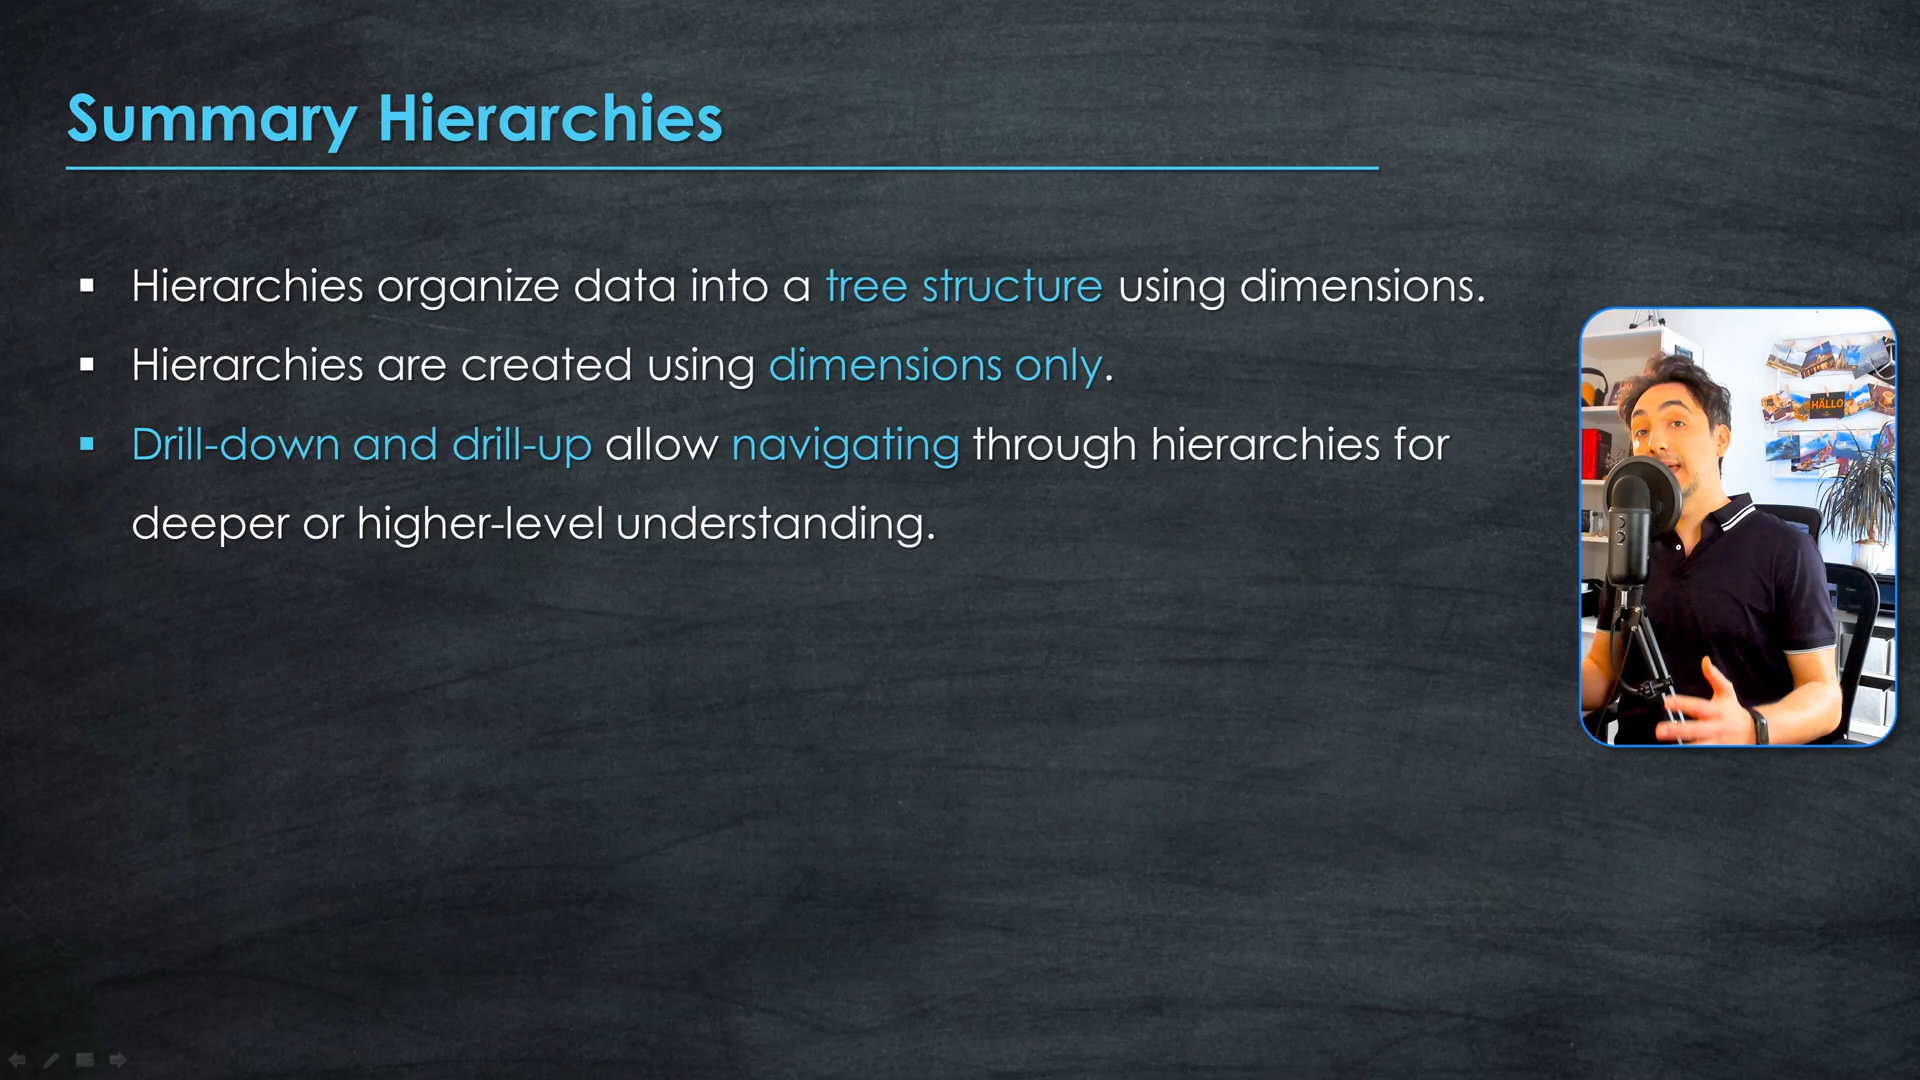 Summary Hierarchies
Hierarchies organize data into a tree structure using dimensions.
Hierarchies are created using dimensions only.
Drill-down and drill-up allow navigating through hierarchies for
deeper or higher-level understanding.
HALLO